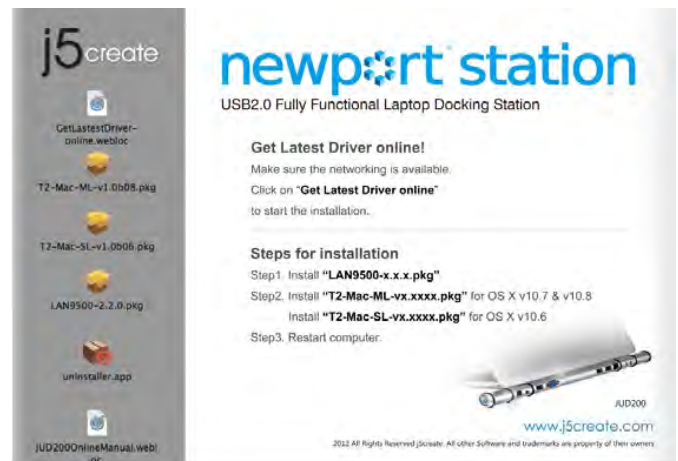 j5create
GetLastestDriver-
online.webloc
T2-Mac-ML-v1.0b08.pkg
T2-Mac-SL-v1.0b06.pkg
LAN9500-2.2.0.pkg
uninstaller.app
JUD200OnlineManual.webl
oc
newport station
USB2.0 Fully Functional Laptop Docking Station
Get Latest Driver online!
Make sure the networking is available.
Click on "Get Latest Driver online"
to start the installation.
Steps for installation
Step1. Install "LAN9500-x.x.x.pkg"
Step2. Install "T2-Mac-ML-vx.xxxx.pkg" for OS X v10.7 & v10.8
Install "T2-Mac-SL-vx.xxxx.pkg" for OS X v10.6
Step3. Restart computer.
JUD200
www.j5create.com
2012 All Rights Reserved j5create. All other Software and trademarks are property of their owners